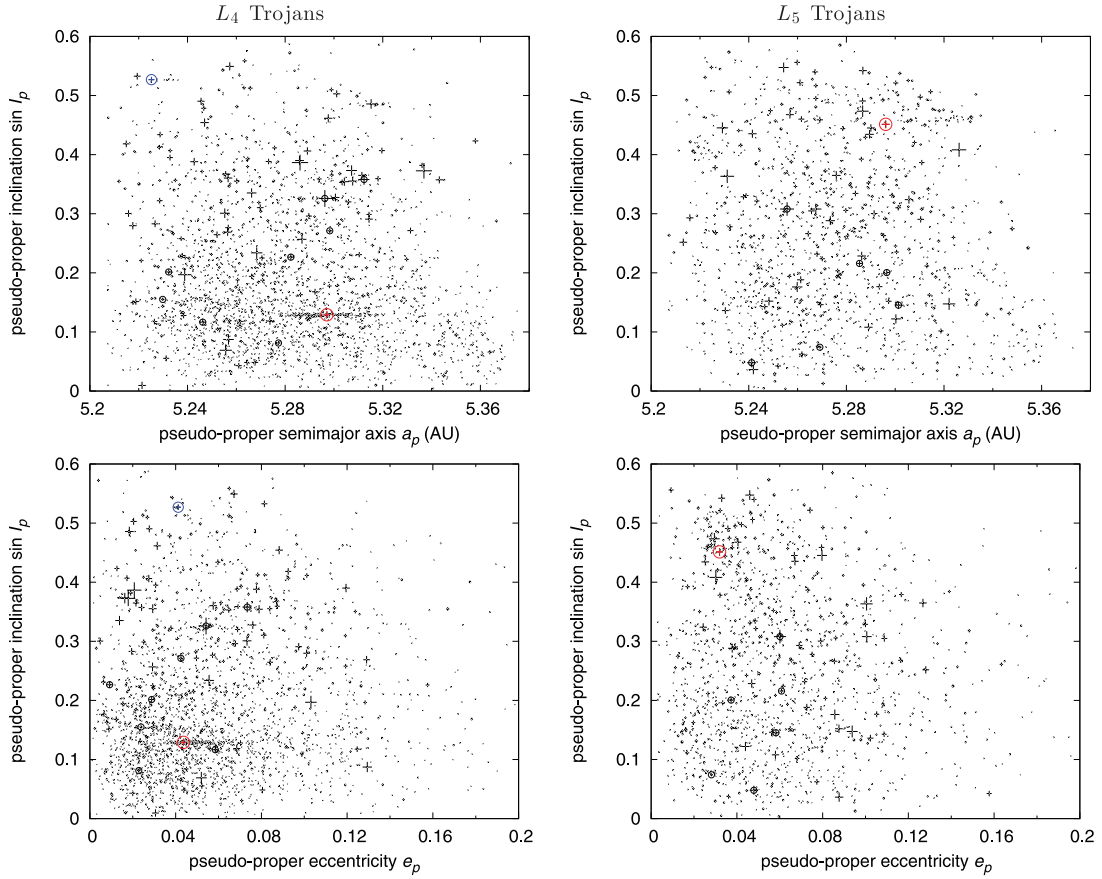 L4 Trojans
L5 Trojans
0.6
0.5
0.4
0.3
0.2
0.1
0
pseudo-proper inclination sin Ip
5.2 5.24 5.28 5.32 5.36
pseudo-proper semimajor axis ap (AU)
0.6
0.5
0.4
0.3
0.2
0.1
0
pseudo-proper inclination sin Ip
5.2 5.24 5.28 5.32 5.36
pseudo-proper semimajor axis ap (AU)
0.6
0.5
0.4
0.3
0.2
0.1
0
pseudo-proper inclination sin Ip
0 0.04 0.08 0.12 0.16 0.2
pseudo-proper eccentricity ep
0.6
0.5
0.4
0.3
0.2
0.1
0
pseudo-proper inclination sin Ip
0 0.04 0.08 0.12 0.16 0.2
pseudo-proper eccentricity ep